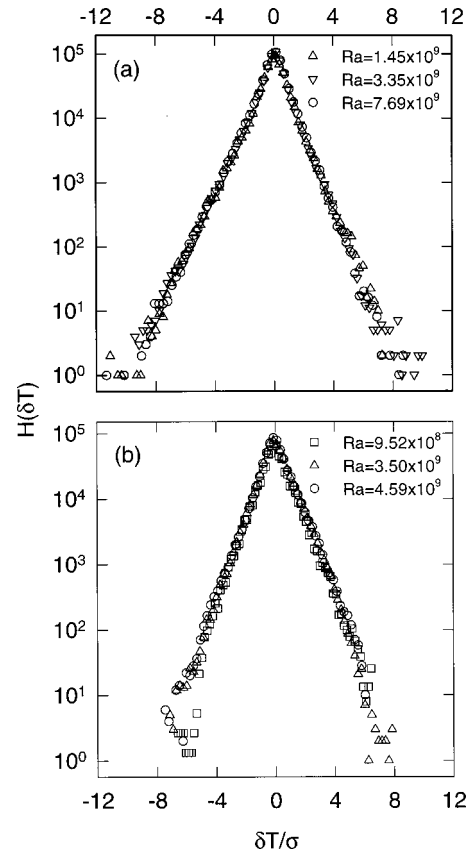 -12 -8 -4 0 4 8 12
10⁵
(a)
Ra=1.45x10⁹
Ra=3.35x10⁹
Ra=7.69x10⁹
10⁴
10³
10²
10¹
10⁰
H(δT)
10⁵
(b)
Ra=9.52x10⁸
Ra=3.50x10⁹
Ra=4.59x10⁹
10⁴
10³
10²
10¹
10⁰
-12 -8 -4 0 4 8 12
δT/σ